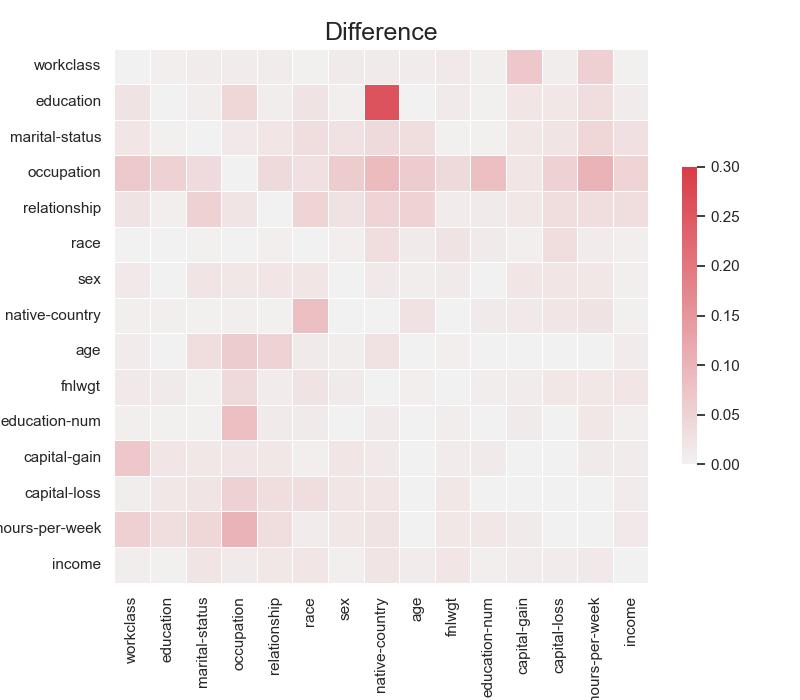 Difference
workclass
education
marital-status
occupation
relationship
race
sex
native-country
age
fnlwgt
education-num
capital-gain
capital-loss
hours-per-week
income
0.30
0.25
0.20
0.15
0.10
0.05
0.00
workclass
education
marital-status
occupation
relationship
race
sex
native-country
age
fnlwgt
education-num
capital-gain
capital-loss
hours-per-week
income